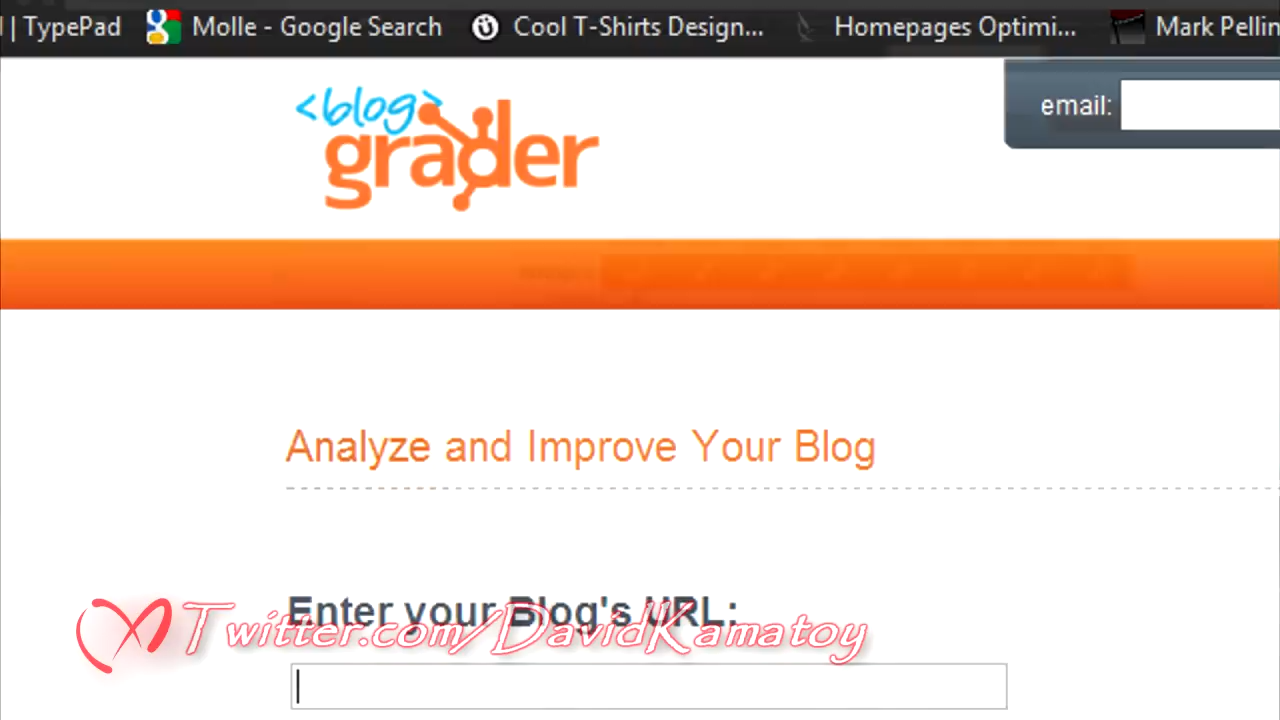 | TypePad Molle - Google Search Cool T-Shirts Design... Homepages Optimi... Mark Pellin
<blog>
grader
email:
Analyze and Improve Your Blog
Enter your Blog's URL:
Twitter.com/DavidKamatoy